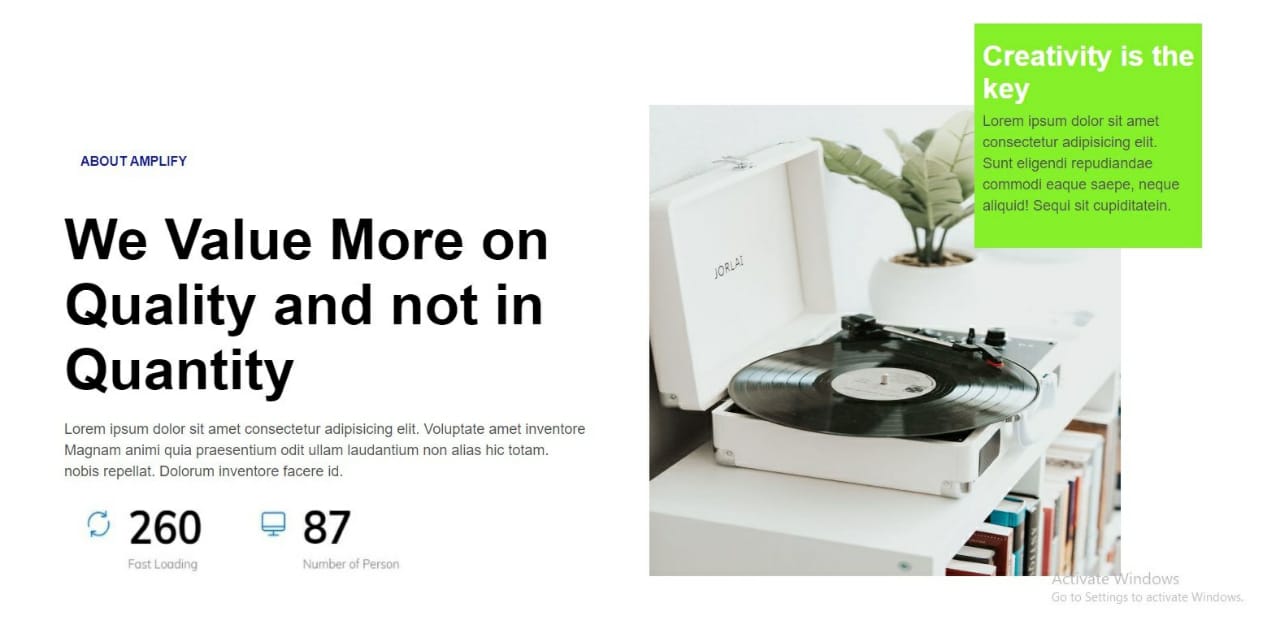 ABOUT AMPLIFY
We Value More on
Quality and not in
Quantity
Lorem ipsum dolor sit amet consectetur adipisicing elit. Voluptate amet inventore
Magnam animi quia praesentium odit ullam laudantium non alias hic totam.
nobis repellat. Dolorum inventore facere id.
260
Fast Loading
87
Number of Person
Creativity is the
key
Lorem ipsum dolor sit amet
consectetur adipisicing elit.
Sunt eligendi repudiandae
commodi eaque saepe, neque
aliquid! Sequi sit cupiditatein.
JORLAI
Activate Windows
Go to Settings to activate Windows.